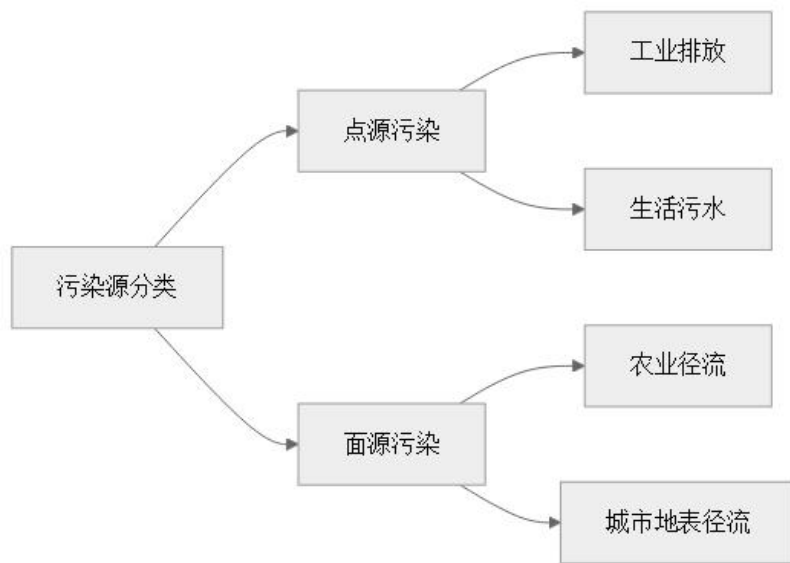 工业排放
点源污染
生活污水
污染源分类
农业径流
面源污染
城市地表径流